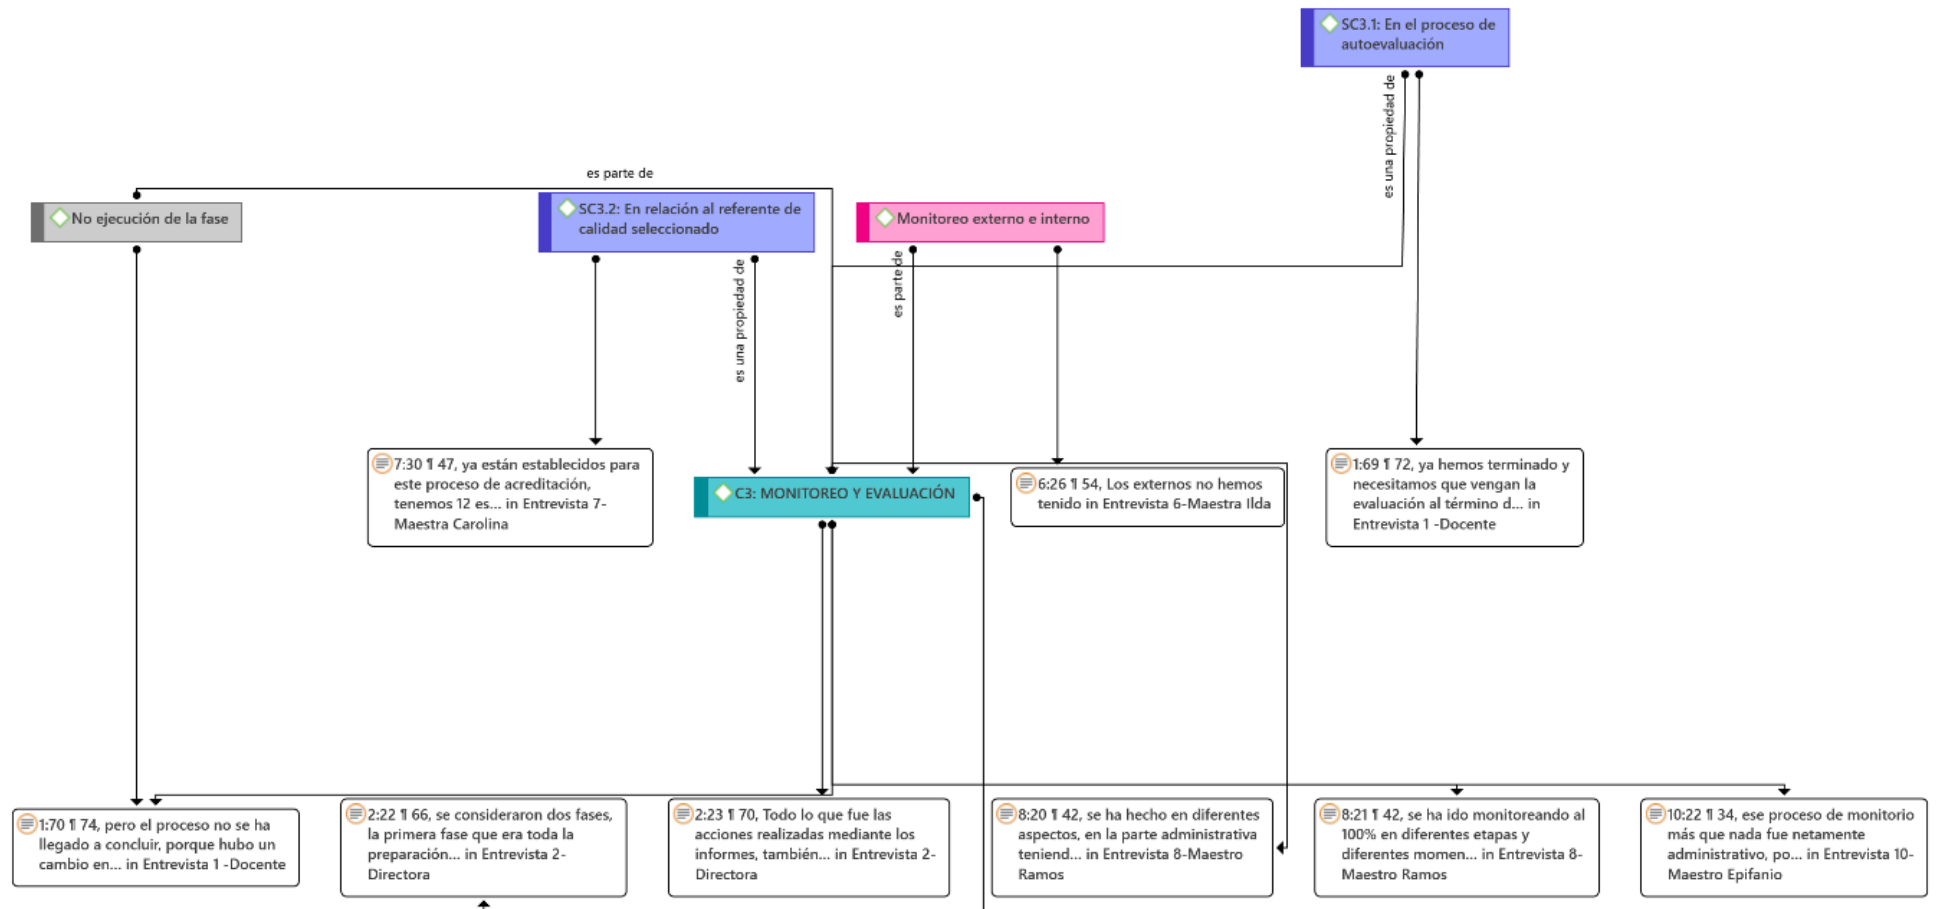 SC3.1: En el proceso de
autoevaluación
es una propiedad de
es parte de
No ejecución de la fase
SC3.2: En relación al referente de
calidad seleccionado
Monitoreo externo e interno
es una propiedad de
es parte de
7:30 ¶ 47, ya están establecidos para
este proceso de acreditación,
tenemos 12 es... in Entrevista 7-
Maestra Carolina
C3: MONITOREO Y EVALUACIÓN
6:26 ¶ 54, Los externos no hemos
tenido in Entrevista 6-Maestra Ilda
1:69 ¶ 72, ya hemos terminado y
necesitamos que vengan la
evaluación al término d... in
Entrevista 1 -Docente
1:70 ¶ 74, pero el proceso no se ha
llegado a concluir, porque hubo un
cambio en... in Entrevista 1 -Docente
2:22 ¶ 66, se consideraron dos fases,
la primera fase que era toda la
preparación... in Entrevista 2-
Directora
2:23 ¶ 70, Todo lo que fue las
acciones realizadas mediante los
informes, también... in Entrevista 2-
Directora
8:20 ¶ 42, se ha hecho en diferentes
aspectos, en la parte administrativa
teniend... in Entrevista 8-Maestro
Ramos
8:21 ¶ 42, se ha ido monitoreando al
100% en diferentes etapas y
diferentes momen... in Entrevista 8-
Maestro Ramos
10:22 ¶ 34, ese proceso de monitorio
más que nada fue netamente
administrativo, po... in Entrevista 10-
Maestro Epifanio